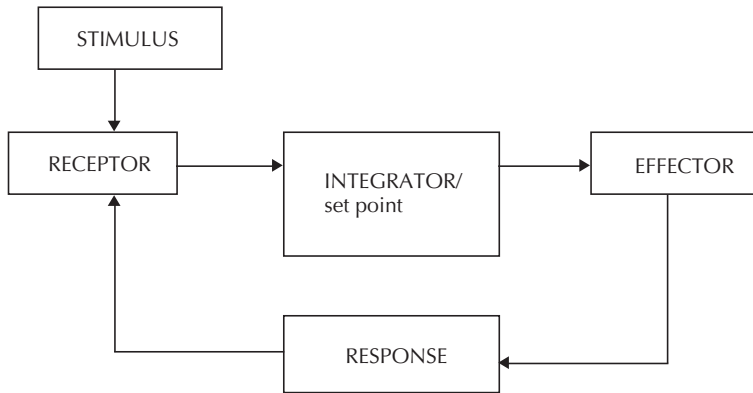 STIMULUS
RECEPTOR
INTEGRATOR/
set point
EFFECTOR
RESPONSE